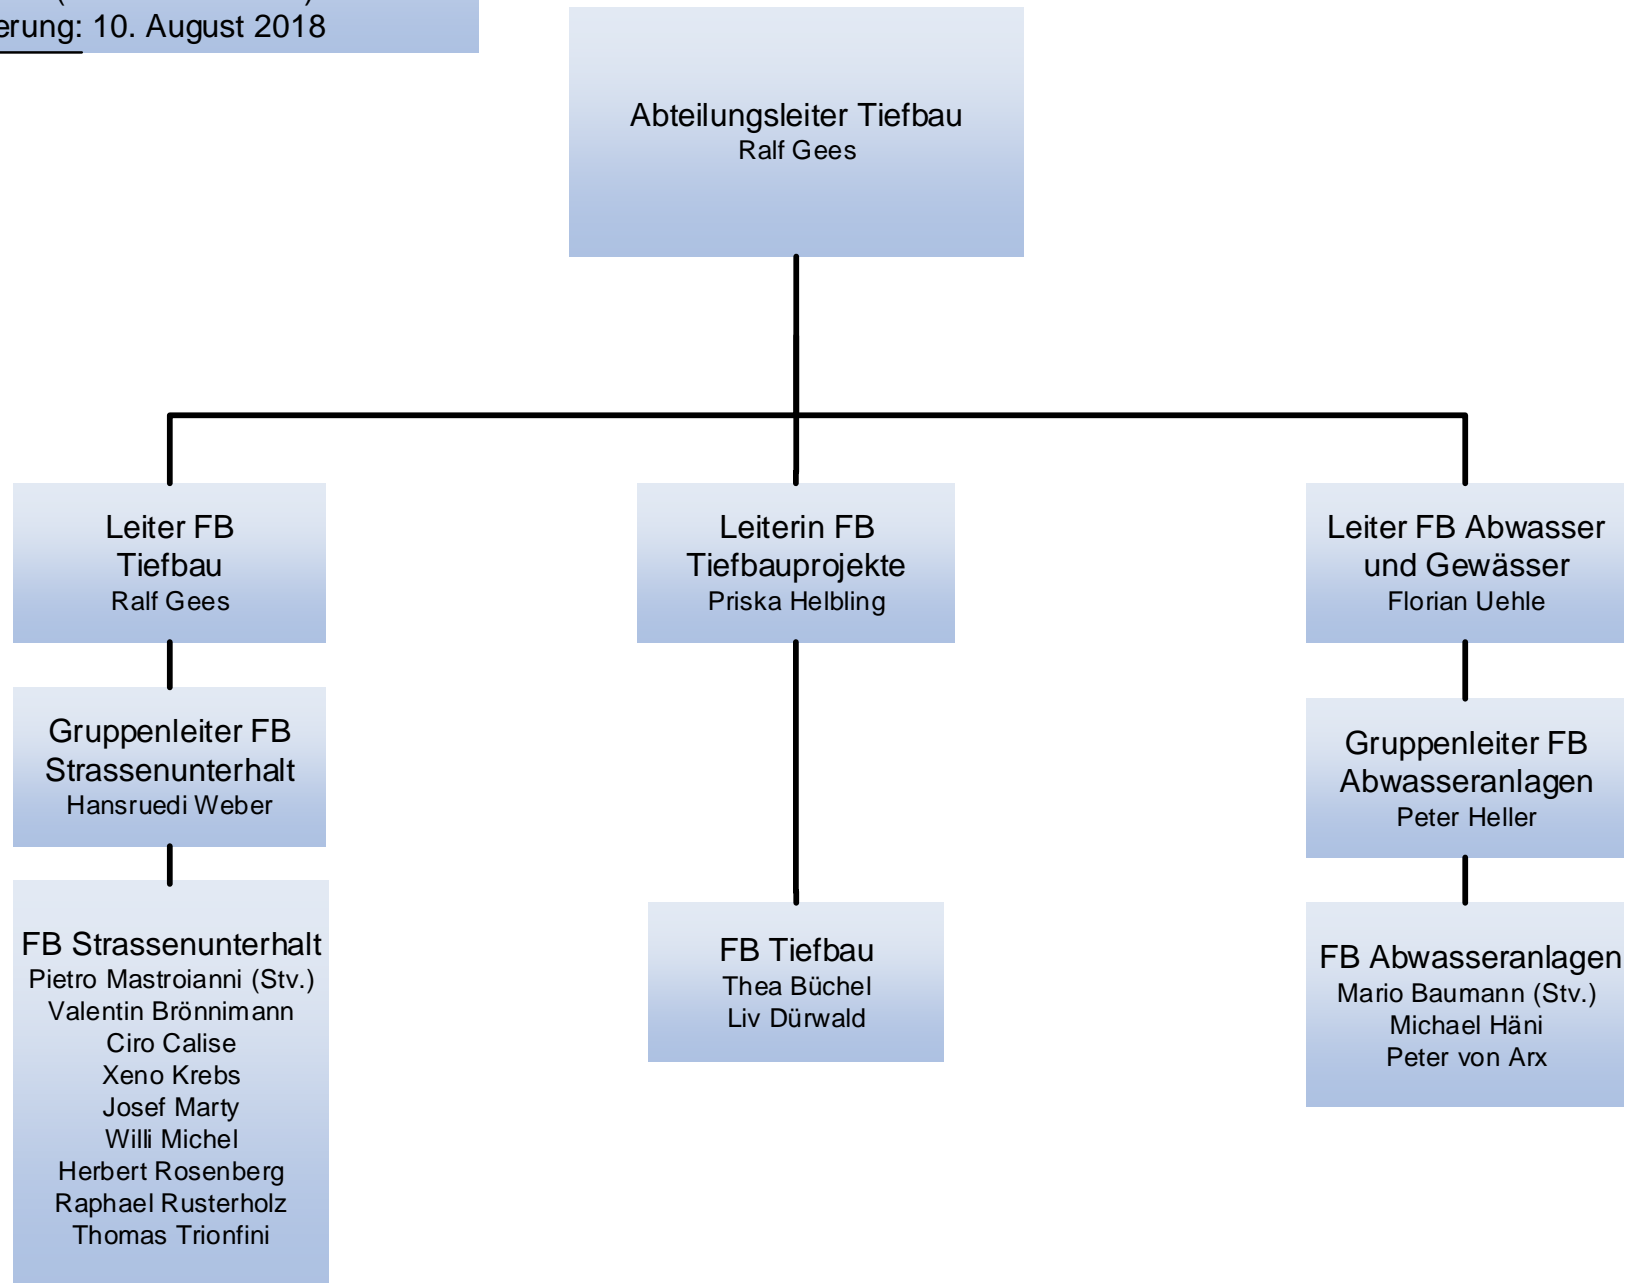 erung: 10. August 2018
Abteilungsleiter Tiefbau
Ralf Gees
Leiter FB
Tiefbau
Ralf Gees
Leiterin FB
Tiefbauprojekte
Priska Helbling
Leiter FB Abwasser
und Gewässer
Florian Uehle
Gruppenleiter FB
Strassenunterhalt
Hansruedi Weber
Gruppenleiter FB
Abwasseranlagen
Peter Heller
FB Strassenunterhalt
Pietro Mastroianni (Stv.)
Valentin Brönnimann
Ciro Calise
Xeno Krebs
Josef Marty
Willi Michel
Herbert Rosenberg
Raphael Rusterholz
Thomas Trionfini
FB Tiefbau
Thea Büchel
Liv Dürwald
FB Abwasseranlagen
Mario Baumann (Stv.)
Michael Häni
Peter von Arx